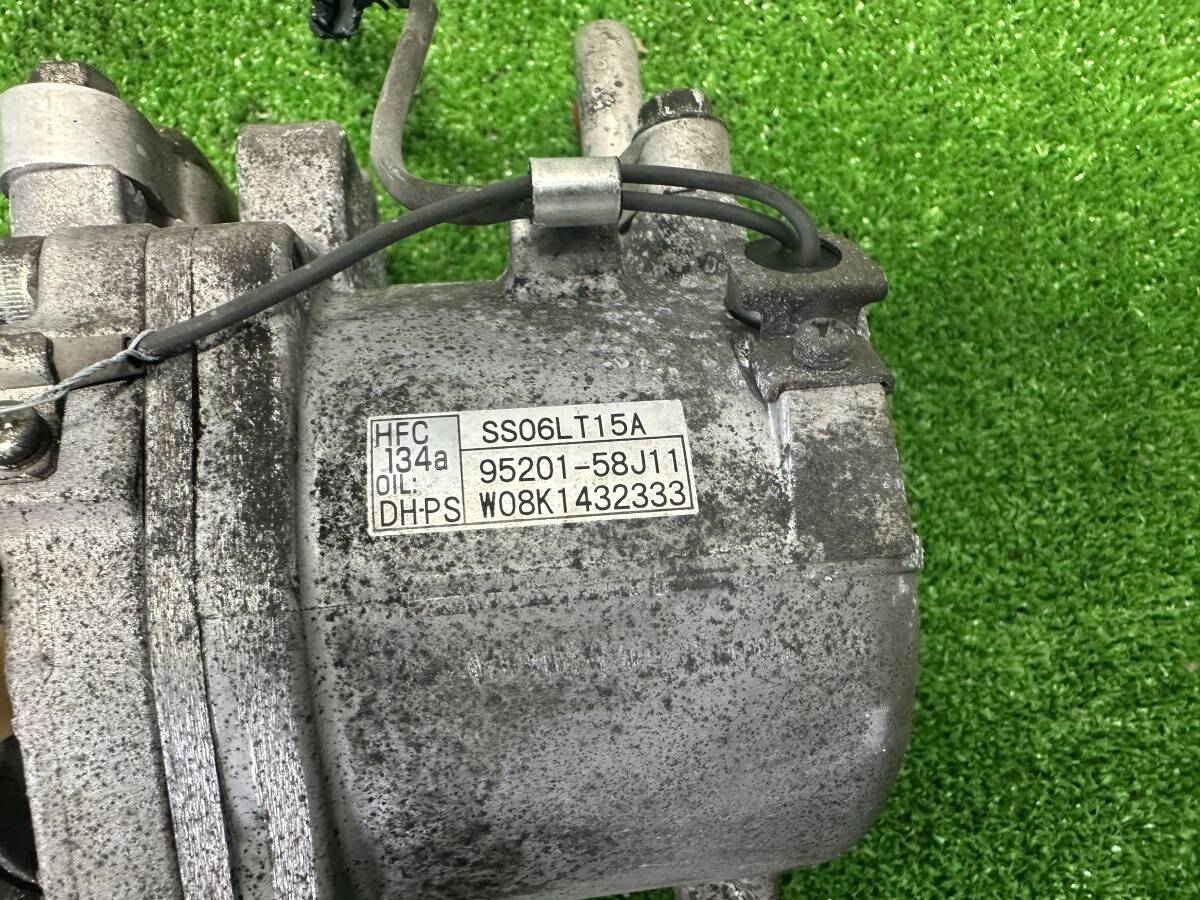 HFC
134a
OIL:
DH-PS
SS06LT15A
95201-58J11
W08K1432333